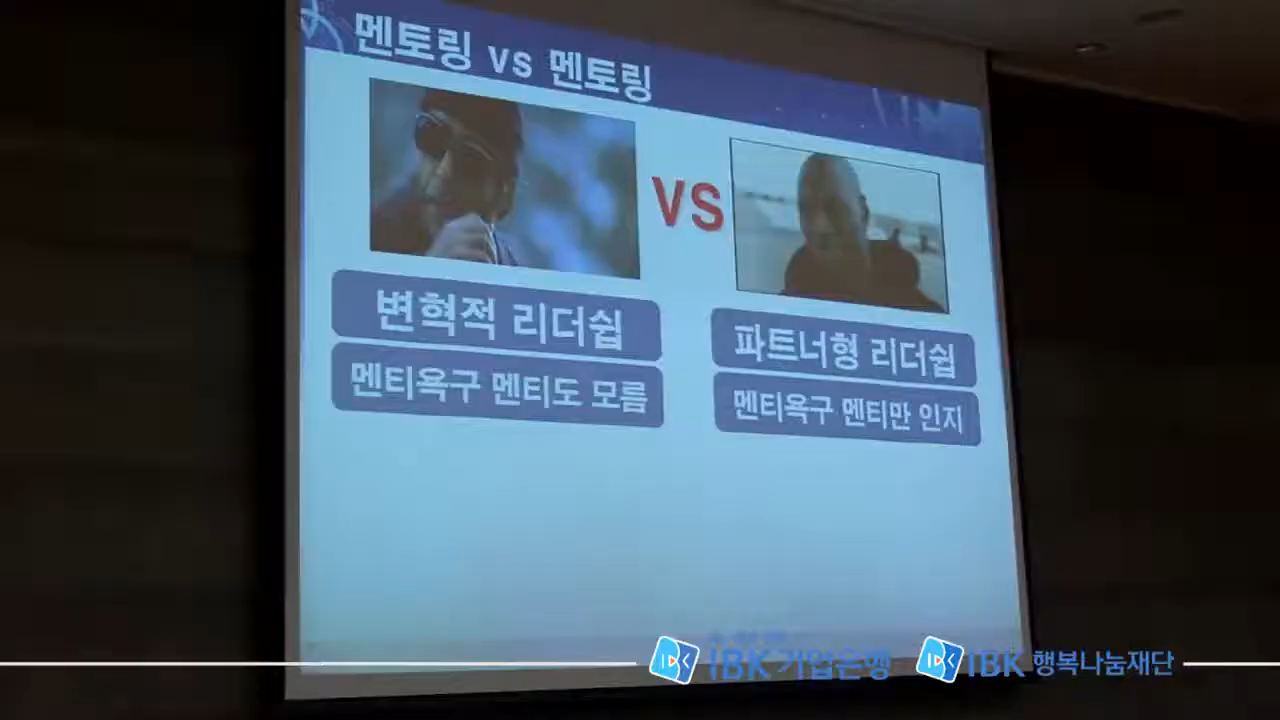 멘토링 vs 멘토링
VS
변혁적 리더쉽
멘티욕구 멘티도 모름
파트너형 리더쉽
멘티욕구 멘티만 인지
IBK 기업은행
IBK 행복나눔재단